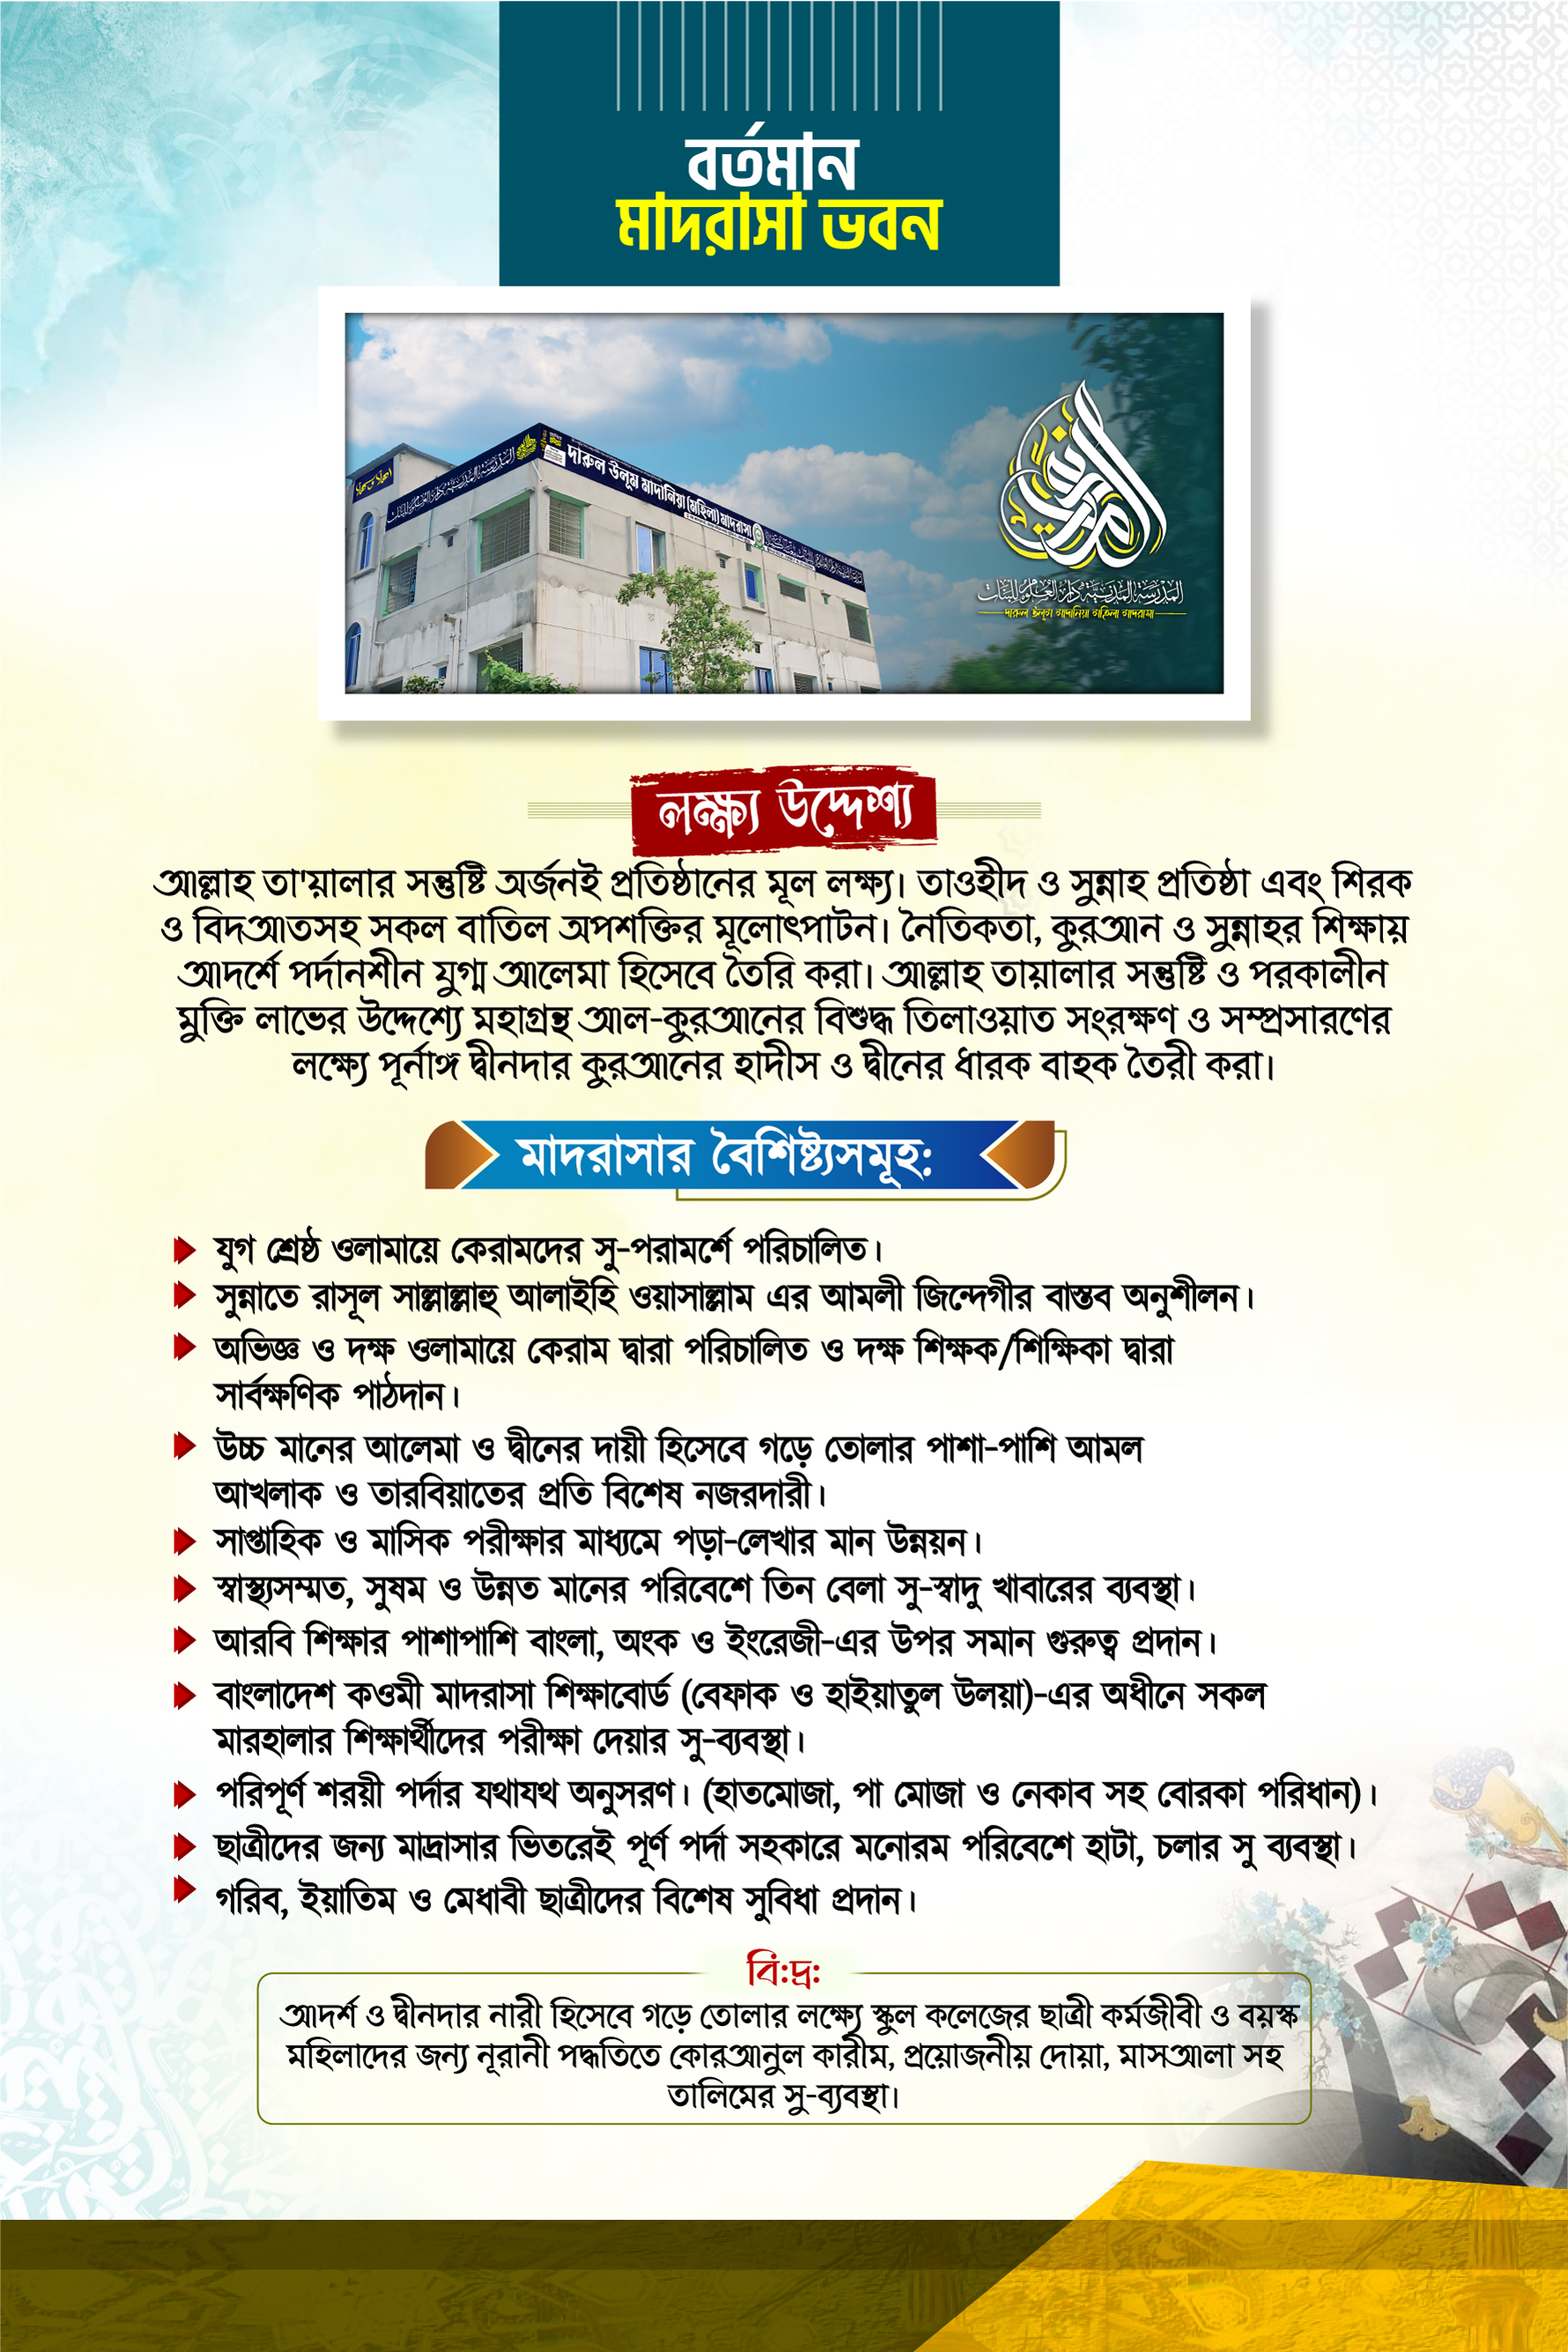 বর্তমান
মাদরাসা ভবন
দারুল উলূম মাদানিয়া (মহিলা) মাদরাসা
المدرسة المدنية دار العلوم للبنات
দারুল উলূম মাদানিয়া মহিলা মাদরাসা
লক্ষ্য উদ্দেশ্য
আল্লাহ তা'য়ালার সন্তুষ্টি অর্জনই প্রতিষ্ঠানের মূল লক্ষ্য। তাওহীদ ও সুন্নাহ প্রতিষ্ঠা এবং শিরক
ও বিদআতসহ সকল বাতিল অপশক্তির মূলোৎপাটন। নৈতিকতা, কুরআন ও সুন্নাহর শিক্ষায়
আদর্শে পর্দানশীন যুগ্ম আলেমা হিসেবে তৈরি করা। আল্লাহ তায়ালার সন্তুষ্টি ও পরকালীন
মুক্তি লাভের উদ্দেশ্যে মহাগ্রন্থ আল-কুরআনের বিশুদ্ধ তিলাওয়াত সংরক্ষণ ও সম্প্রসারণের
লক্ষ্যে পূর্নাঙ্গ দ্বীনদার কুরআনের হাদীস ও দ্বীনের ধারক বাহক তৈরী করা।
মাদরাসার বৈশিষ্ট্যসমূহ:
যুগ শ্রেষ্ঠ ওলামায়ে কেরামদের সু-পরামর্শে পরিচালিত।
সুন্নাতে রাসূল সাল্লাল্লাহু আলাইহি ওয়াসাল্লাম এর আমলী জিন্দেগীর বাস্তব অনুশীলন।
অভিজ্ঞ ও দক্ষ ওলামায়ে কেরাম দ্বারা পরিচালিত ও দক্ষ শিক্ষক/শিক্ষিকা দ্বারা
সার্বক্ষণিক পাঠদান।
উচ্চ মানের আলেমা ও দ্বীনের দায়ী হিসেবে গড়ে তোলার পাশা-পাশি আমল
আখলাক ও তারবিয়াতের প্রতি বিশেষ নজরদারী।
সাপ্তাহিক ও মাসিক পরীক্ষার মাধ্যমে পড়া-লেখার মান উন্নয়ন।
স্বাস্থ্যসম্মত, সুষম ও উন্নত মানের পরিবেশে তিন বেলা সু-স্বাদু খাবারের ব্যবস্থা।
আরবি শিক্ষার পাশাপাশি বাংলা, অংক ও ইংরেজী-এর উপর সমান গুরুত্ব প্রদান।
বাংলাদেশ কওমী মাদরাসা শিক্ষাবোর্ড (বেফাক ও হাইয়াতুল উলয়া)-এর অধীনে সকল
মারহালার শিক্ষার্থীদের পরীক্ষা দেয়ার সু-ব্যবস্থা।
পরিপূর্ণ শরয়ী পর্দার যথাযথ অনুসরণ। (হাতমোজা, পা মোজা ও নেকাব সহ বোরকা পরিধান)।
ছাত্রীদের জন্য মাদ্রাসার ভিতরেই পূর্ণ পর্দা সহকারে মনোরম পরিবেশে হাটা, চলার সু ব্যবস্থা।
গরিব, ইয়াতিম ও মেধাবী ছাত্রীদের বিশেষ সুবিধা প্রদান।
বি:দ্র:
আদর্শ ও দ্বীনদার নারী হিসেবে গড়ে তোলার লক্ষ্যে স্কুল কলেজের ছাত্রী কর্মজীবী ও বয়স্ক
মহিলাদের জন্য নূরানী পদ্ধতিতে কোরআনুল কারীম, প্রয়োজনীয় দোয়া, মাসআলা সহ
তালিমের সু-ব্যবস্থা।